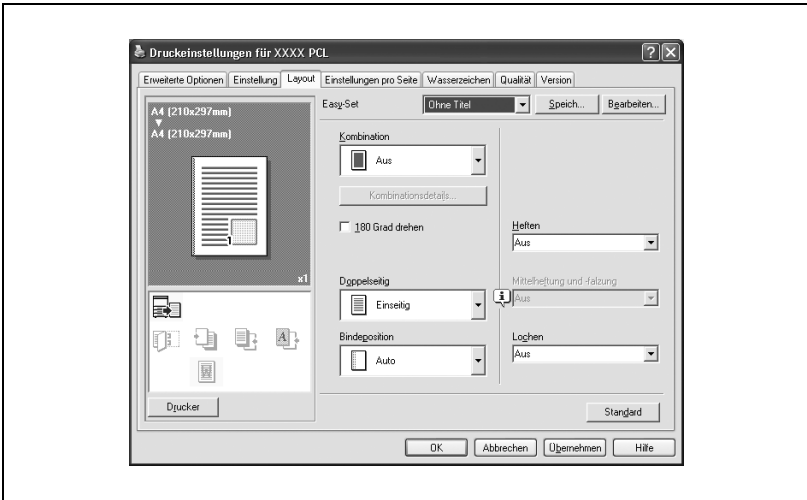 Druckeinstellungen für XXXX PCL
Erweiterte Optionen Einstellung Layout Einstellungen pro Seite Wasserzeichen Qualität Version
A4 (210x297mm)
A4 (210x297mm)
1
x1
Drucker
Easy-Set Ohne Titel Speich... Bearbeiten...
Kombination
Aus
Kombinationsdetails...
180 Grad drehen
Doppelseitig
Einseitig
Bindeposition
Auto
Heften
Aus
Mittelheftung und -falzung
Aus
Lochen
Aus
Standard
OK Abbrechen Übernehmen Hilfe